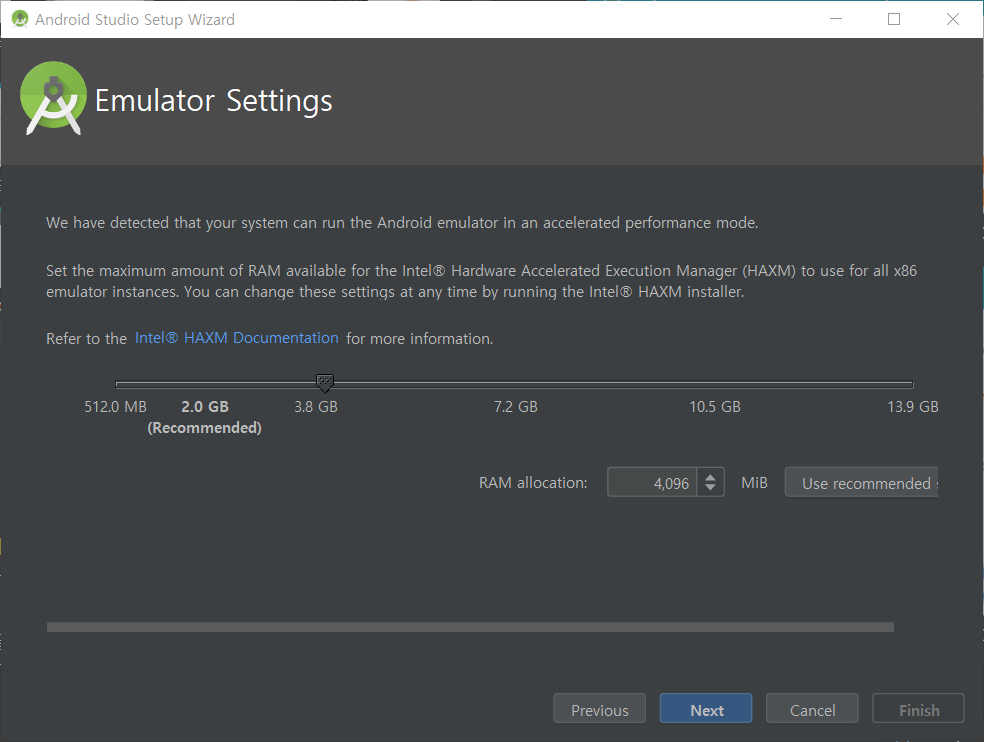 Android Studio Setup Wizard
Emulator Settings
We have detected that your system can run the Android emulator in an accelerated performance mode.
Set the maximum amount of RAM available for the Intel® Hardware Accelerated Execution Manager (HAXM) to use for all x86
emulator instances. You can change these settings at any time by running the Intel® HAXM installer.
Refer to the Intel® HAXM Documentation for more information.
512.0 MB 2.0 GB 3.8 GB 7.2 GB 10.5 GB 13.9 GB
(Recommended)
RAM allocation: 4,096 MiB Use recommended
Previous Next Cancel Finish